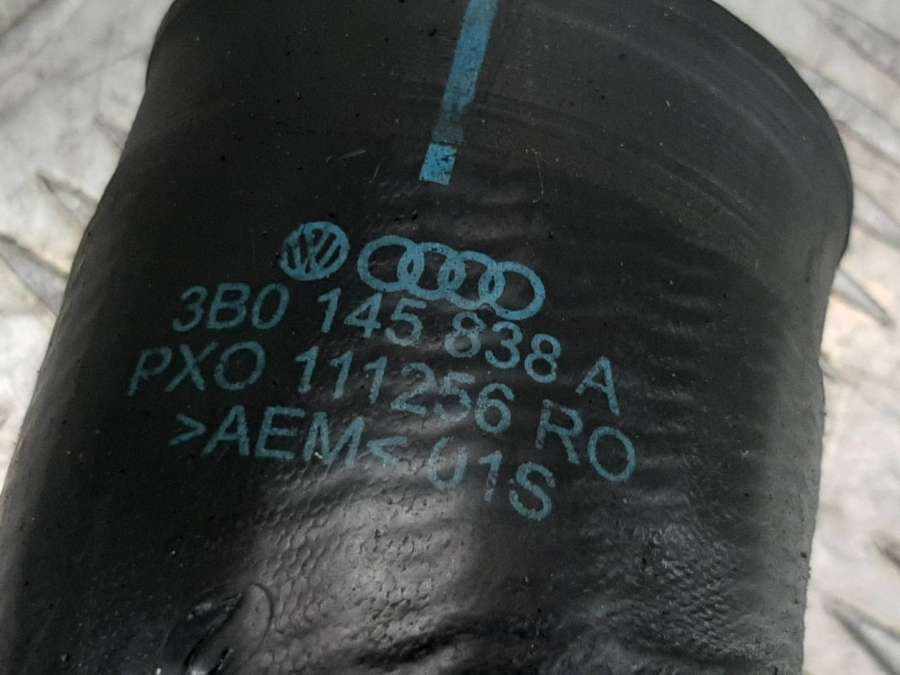 3B0 145 838 A
PXO 111256 RO
>AEM< 01S